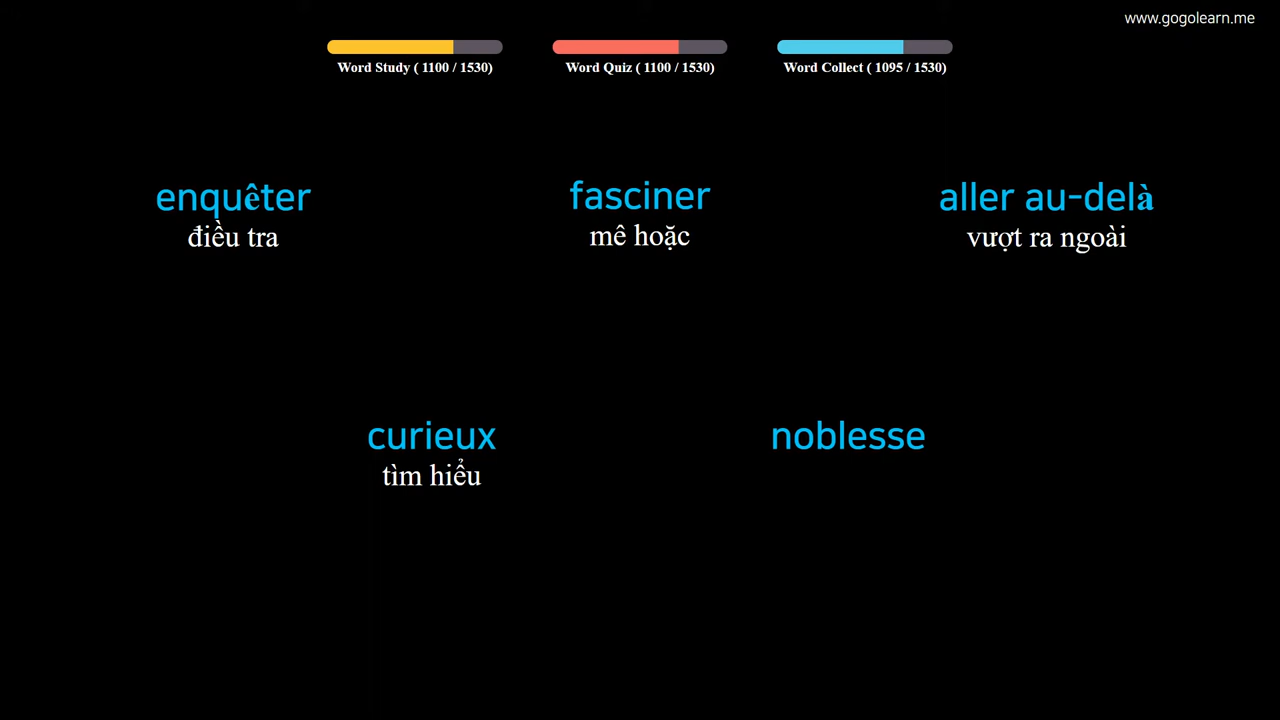 www.gogolearn.me
Word Study ( 1100 / 1530)
Word Quiz ( 1100 / 1530)
Word Collect ( 1095 / 1530)
enquêter
điều tra
fasciner
mê hoặc
aller au-delà
vượt ra ngoài
curieux
tìm hiểu
noblesse